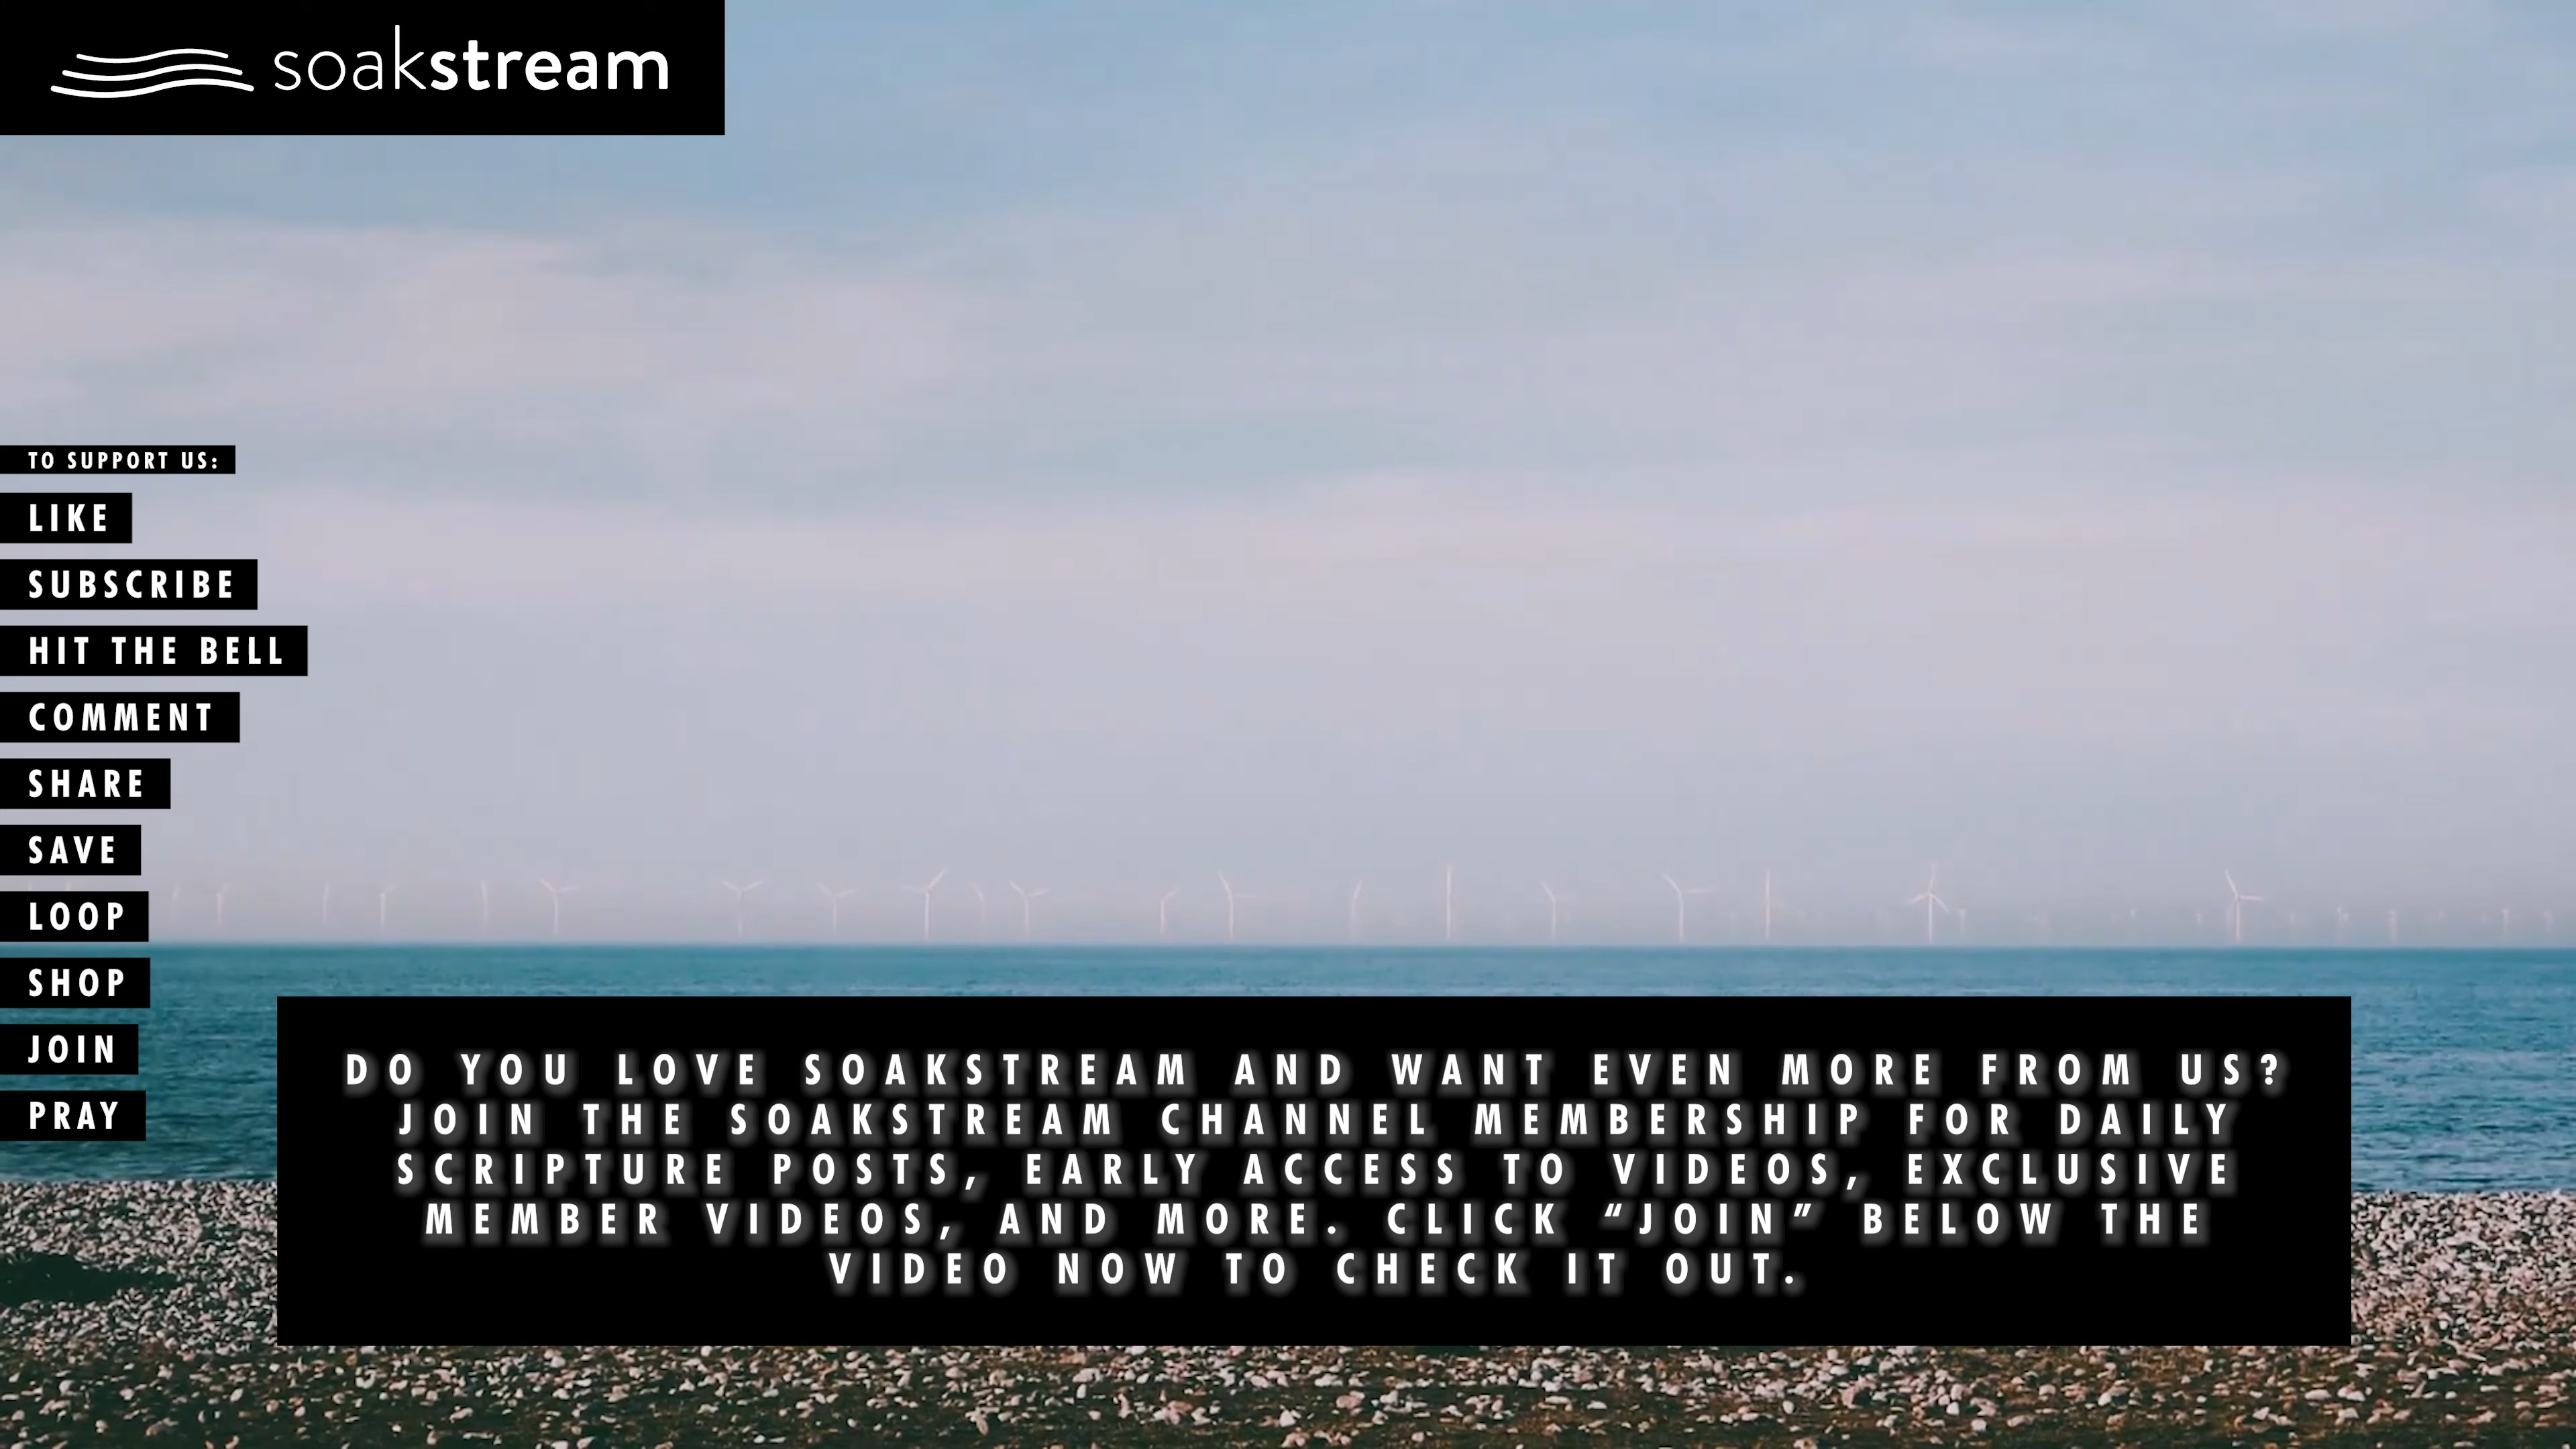 soakstream
TO SUPPORT US:
LIKE
SUBSCRIBE
HIT THE BELL
COMMENT
SHARE
SAVE
LOOP
SHOP
JOIN
PRAY
DO YOU LOVE SOAKSTREAM AND WANT EVEN MORE FROM US?
JOIN THE SOAKSTREAM CHANNEL MEMBERSHIP FOR DAILY
SCRIPTURE POSTS, EARLY ACCESS TO VIDEOS, EXCLUSIVE
MEMBER VIDEOS, AND MORE. CLICK “JOIN” BELOW THE
VIDEO NOW TO CHECK IT OUT.